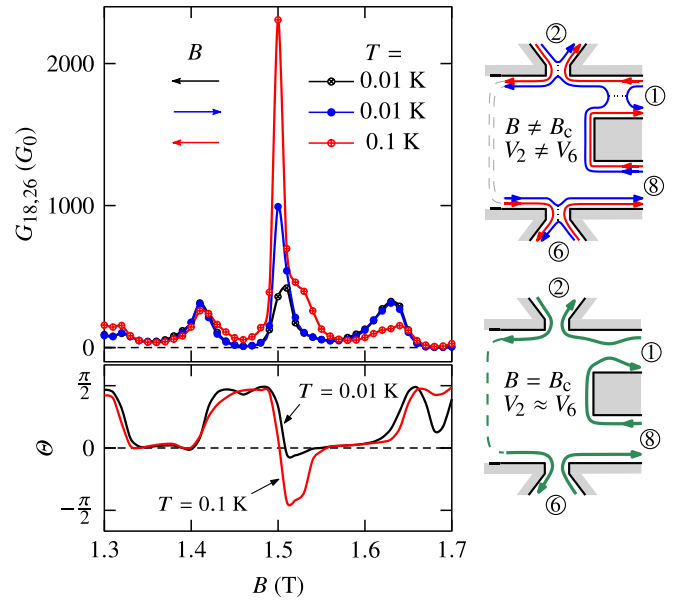 B
T =
0.01 K
0.01 K
0.1 K
2000
1000
0
G18,26 (G0)
π/2
0
−π/2
Θ
T = 0.01 K
T = 0.1 K
1.3
1.4
1.5
1.6
1.7
B (T)
②
①
B ≠ Bc
V2 ≠ V6
⑧
⑥
②
①
B = Bc
V2 ≈ V6
⑧
⑥